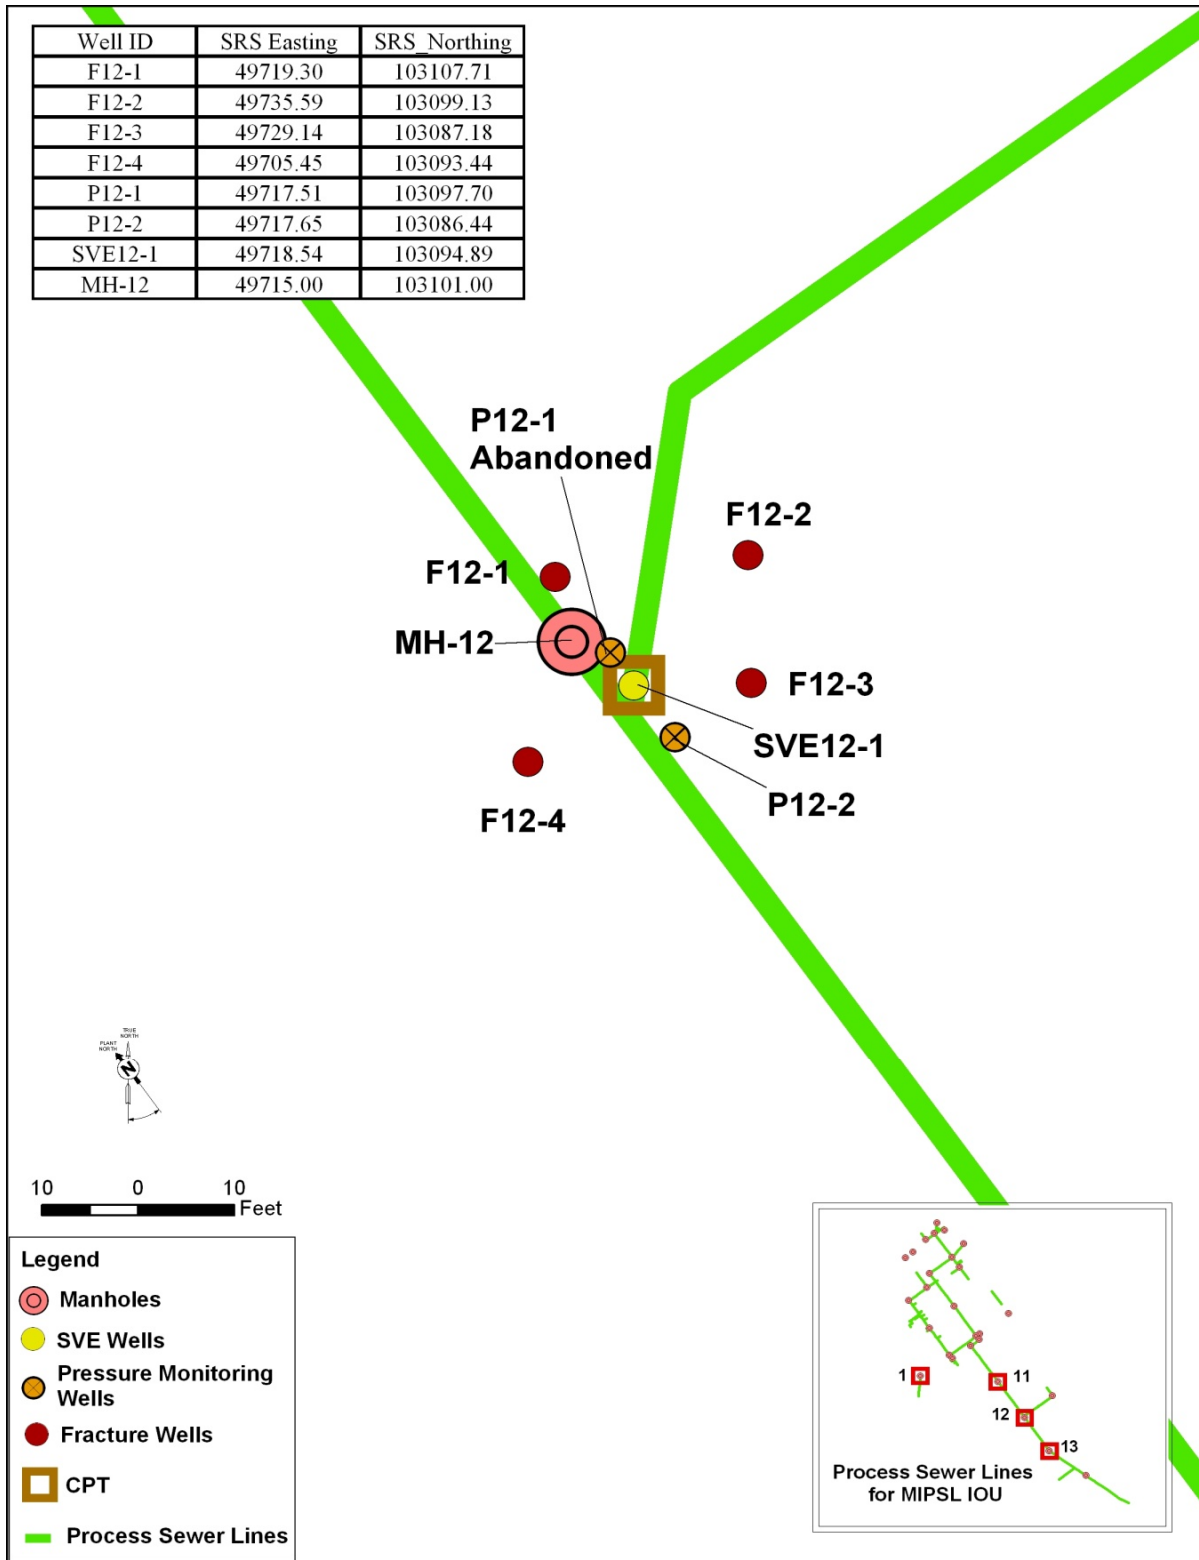 Well ID SRS Easting SRS_Northing
F12-1 49719.30 103107.71
F12-2 49735.59 103099.13
F12-3 49729.14 103087.18
F12-4 49705.45 103093.44
P12-1 49717.51 103097.70
P12-2 49717.65 103086.44
SVE12-1 49718.54 103094.89
MH-12 49715.00 103101.00
P12-1
Abandoned
F12-2
F12-1
MH-12
F12-3
SVE12-1
P12-2
F12-4
TRUE
NORTH
PLANT
NORTH
N
10 0 10
Feet
Legend
Manholes
SVE Wells
Pressure Monitoring
Wells
Fracture Wells
CPT
Process Sewer Lines
1
11
12
13
Process Sewer Lines
for MIPSL IOU